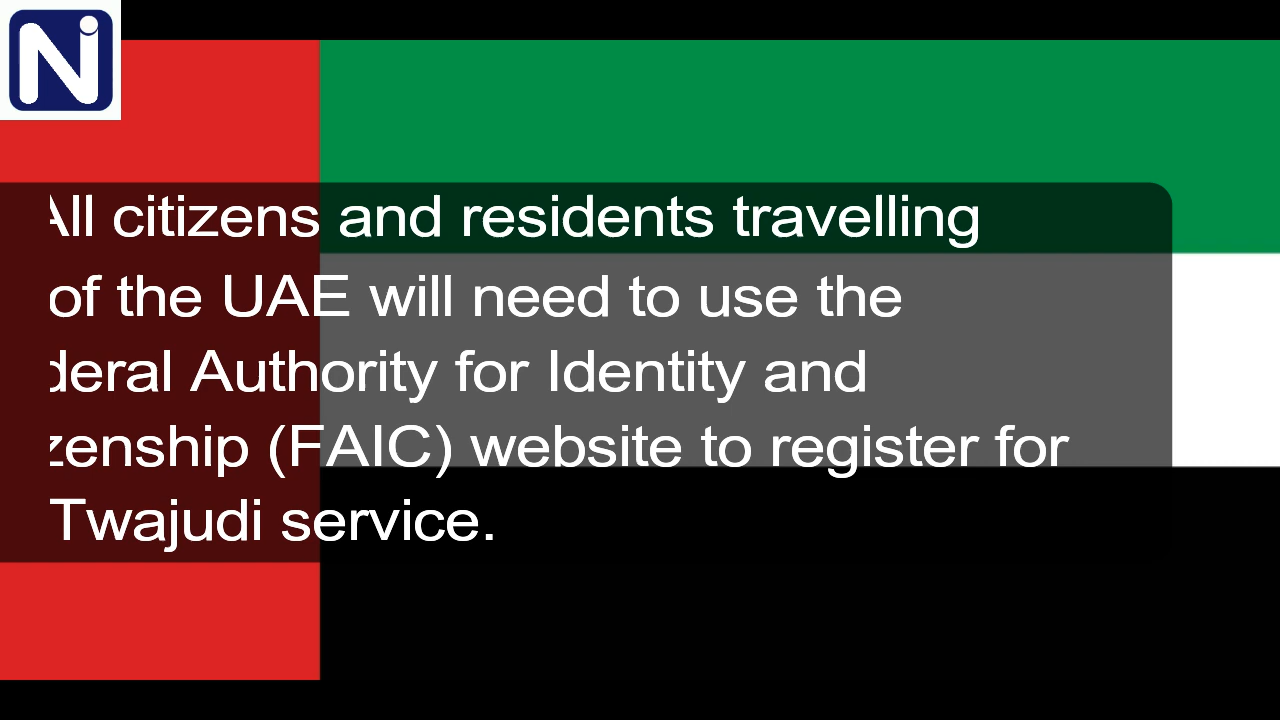 All citizens and residents travelling
of the UAE will need to use the
deral Authority for Identity and
zenship (FAIC) website to register for
Twajudi service.